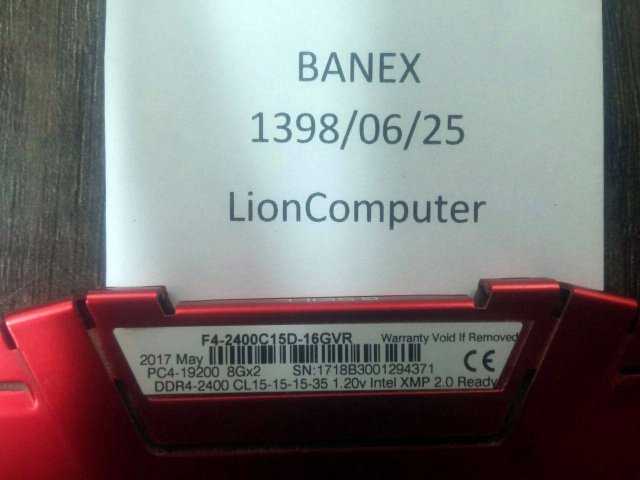 BANEX
1398/06/25
LionComputer
F4-2400C15D-16GVR Warranty Void If Removed
2017 May
PC4-19200 8Gx2 SN:1718B3001294371
DDR4-2400 CL15-15-15-35 1.20v Intel XMP 2.0 Ready
CE